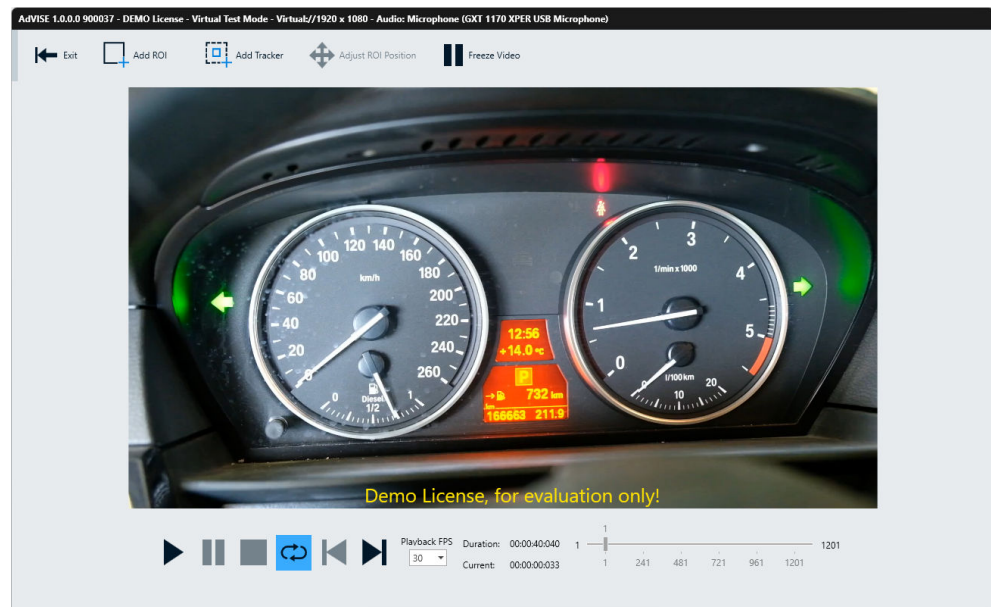 AdVISE 1.0.0.0 900037 - DEMO License - Virtual Test Mode - Virtual://1920 x 1080 - Audio: Microphone (GXT 1170 XPER USB Microphone)
Exit
Add ROI
Add Tracker
Adjust ROI Position
Freeze Video
120 140
100 160
80 km/h 180
60 200
40 220
20 240
0 260
Diesel
0 1/2 1
12:56
+14.0 °C
P
732 km
km
166663 211.9
3
2 4
1/min x 1000
1 5
0
l/100km
0 10 20
Demo License, for evaluation only!
Playback FPS
30
Duration: 00:00:40:040
Current: 00:00:00:033
1
1 1201
1 241 481 721 961 1201